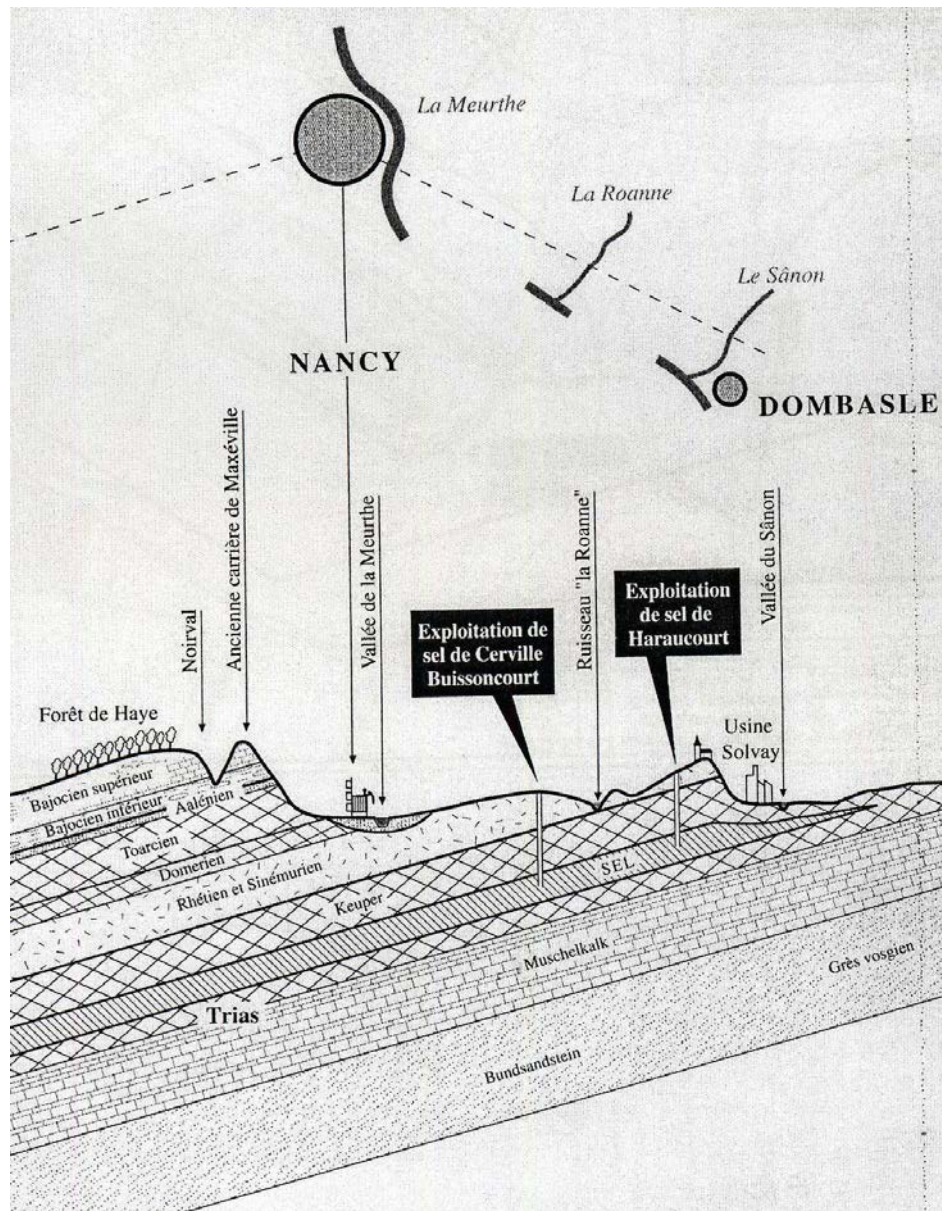 La Meurthe
La Roanne
Le Sânon
NANCY
DOMBASLE
Noirval
Ancienne carrière de Maxéville
Vallée de la Meurthe
Ruisseau "la Roanne"
Vallée du Sânon
Exploitation de
sel de Cerville
Buissoncourt
Exploitation
de sel de
Haraucourt
Forêt de Haye
Usine
Solvay
Bajocien supérieur
Bajocien inférieur
Aalénien
Toarcien
Domerien
Rhétien et Sinémurien
Keuper
SEL
Muschelkalk
Grès vosgien
Trias
Bundsandstein